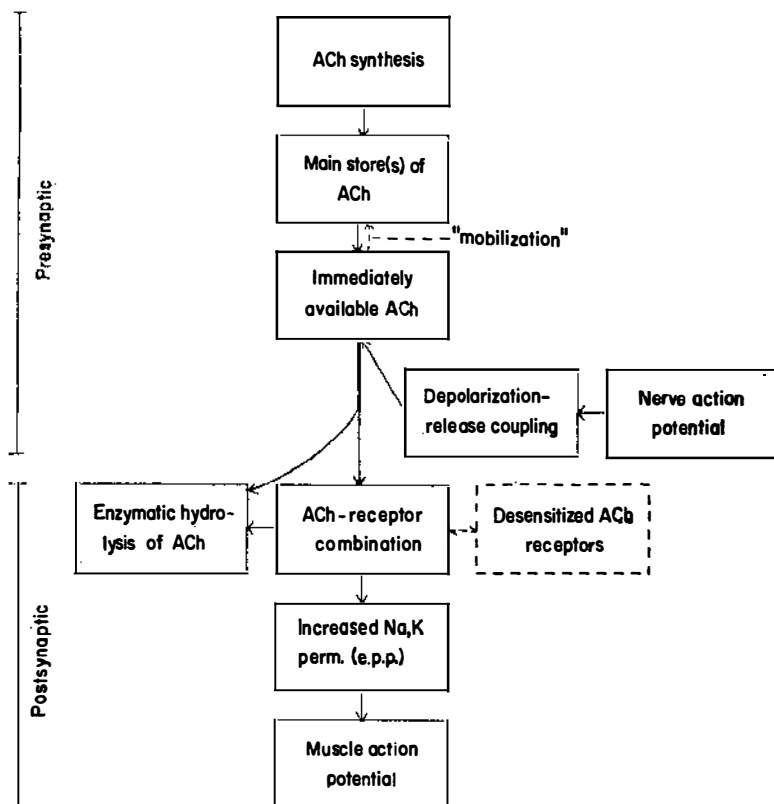 ACh synthesis
Main store(s) of
ACh
"mobilization"
Immediately
available ACh
Presynaptic
Depolarization-
release coupling
Nerve action
potential
Enzymatic hydro-
lysis of ACh
ACh-receptor
combination
Desensitized ACh
receptors
Increased Na,K
perm. (e.p.p.)
Postsynaptic
Muscle action
potential